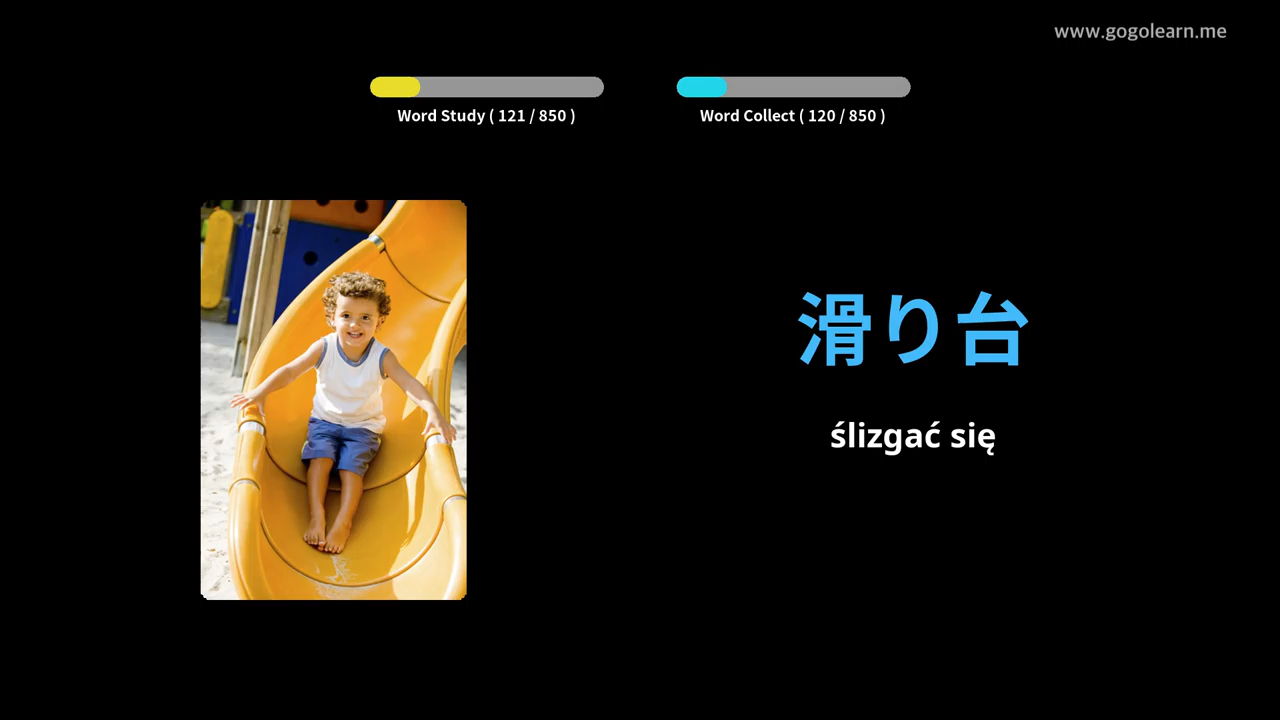 www.gogolearn.me
Word Study ( 121 / 850 )
Word Collect ( 120 / 850 )
滑り台
ślizgać się